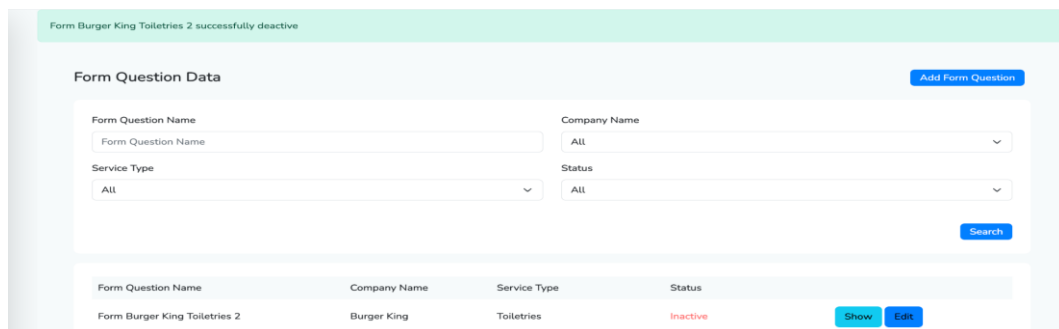 Form Burger King Toiletries 2 successfully deactive
Form Question Data
Add Form Question
Form Question Name
Company Name
Form Question Name
All
Service Type
Status
All
All
Search
Form Question Name Company Name Service Type Status
Form Burger King Toiletries 2 Burger King Toiletries Inactive Show Edit